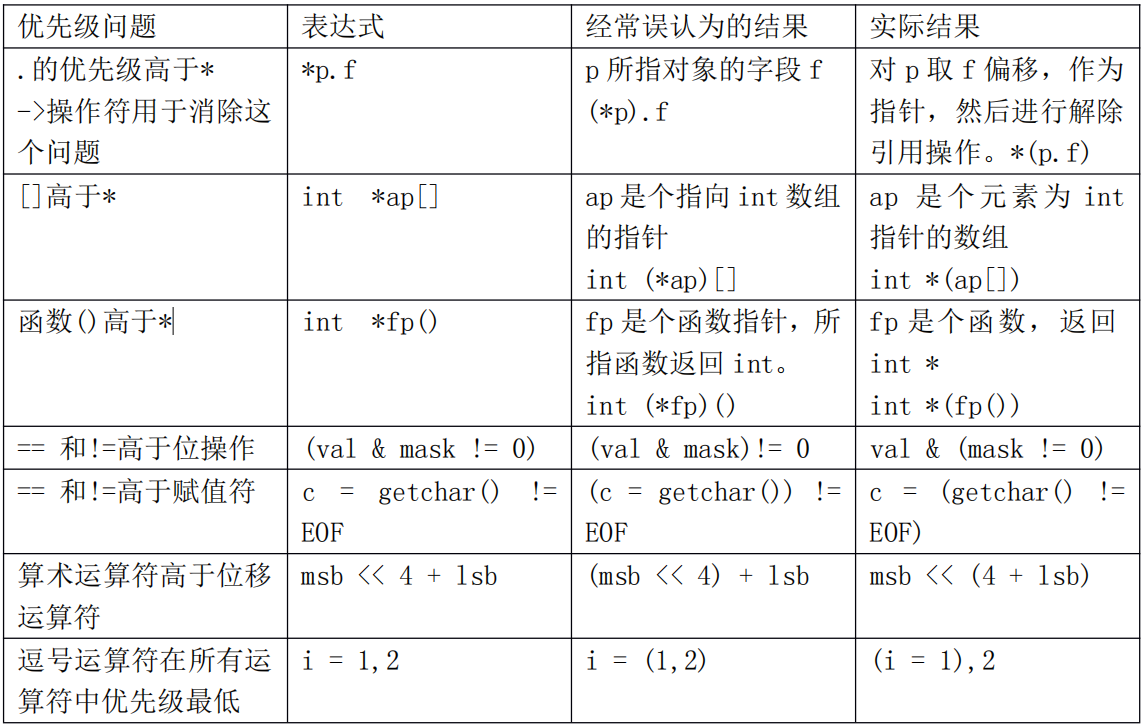 优先级问题
表达式
经常误认为的结果
实际结果
.的优先级高于*
->操作符用于消除这
个问题
*p.f
p 所指对象的字段 f
(*p).f
对 p 取 f 偏移，作为
指针，然后进行解除
引用操作。*(p.f)
[]高于*
int *ap[]
ap 是个指向 int 数组
的指针
int (*ap)[]
ap 是个元素为 int
指针的数组
int *(ap[])
函数()高于*
int *fp()
fp 是个函数指针，所
指函数返回 int。
int (*fp)()
fp 是个函数，返回
int *
int *(fp())
== 和!=高于位操作
(val & mask != 0)
(val & mask)!= 0
val & (mask != 0)
== 和!=高于赋值符
c = getchar() !=
EOF
(c = getchar()) !=
EOF
c = (getchar() !=
EOF)
算术运算符高于位移
运算符
msb << 4 + lsb
(msb << 4) + lsb
msb << (4 + lsb)
逗号运算符在所有运
算符中优先级最低
i = 1,2
i = (1,2)
(i = 1),2